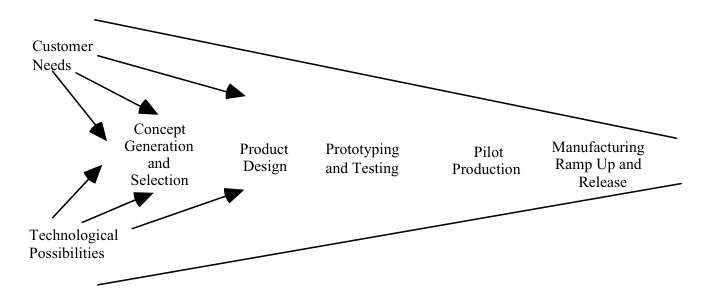 Customer
Needs
Concept
Generation
and
Selection
Product
Design
Prototyping
and Testing
Pilot
Production
Manufacturing
Ramp Up and
Release
Technological
Possibilities